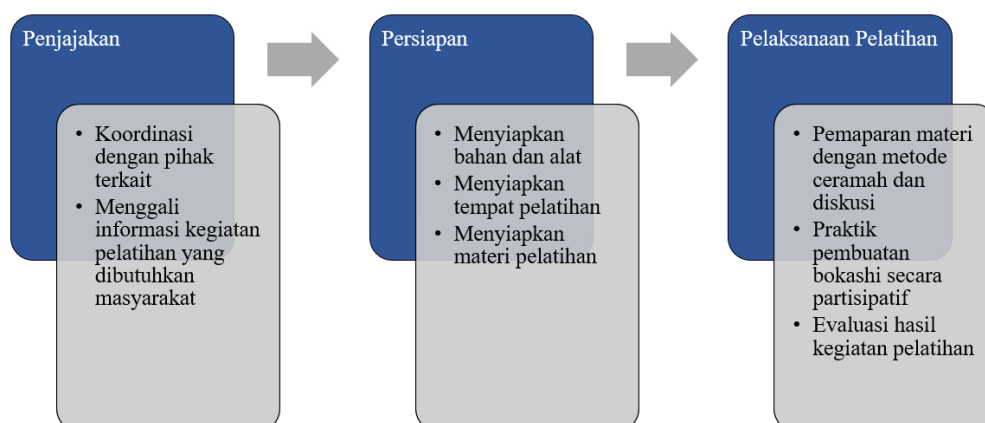 Penjajakan
• Koordinasi
dengan pihak
terkait
• Menggali
informasi kegiatan
pelatihan yang
dibutuhkan
masyarakat
Persiapan
• Menyiapkan
bahan dan alat
• Menyiapkan
tempat pelatihan
• Menyiapkan
materi pelatihan
Pelaksanaan Pelatihan
• Pemaparan materi
dengan metode
ceramah dan
diskusi
• Praktik
pembuatan
bokashi secara
partisipatif
• Evaluasi hasil
kegiatan pelatihan